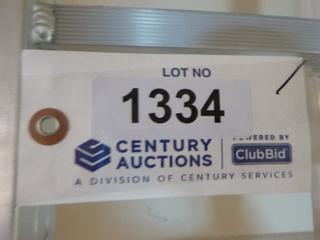 LOT NO
1334
CENTURY AUCTIONS
POWERED BY
ClubBid
A DIVISION OF CENTURY SERVICES